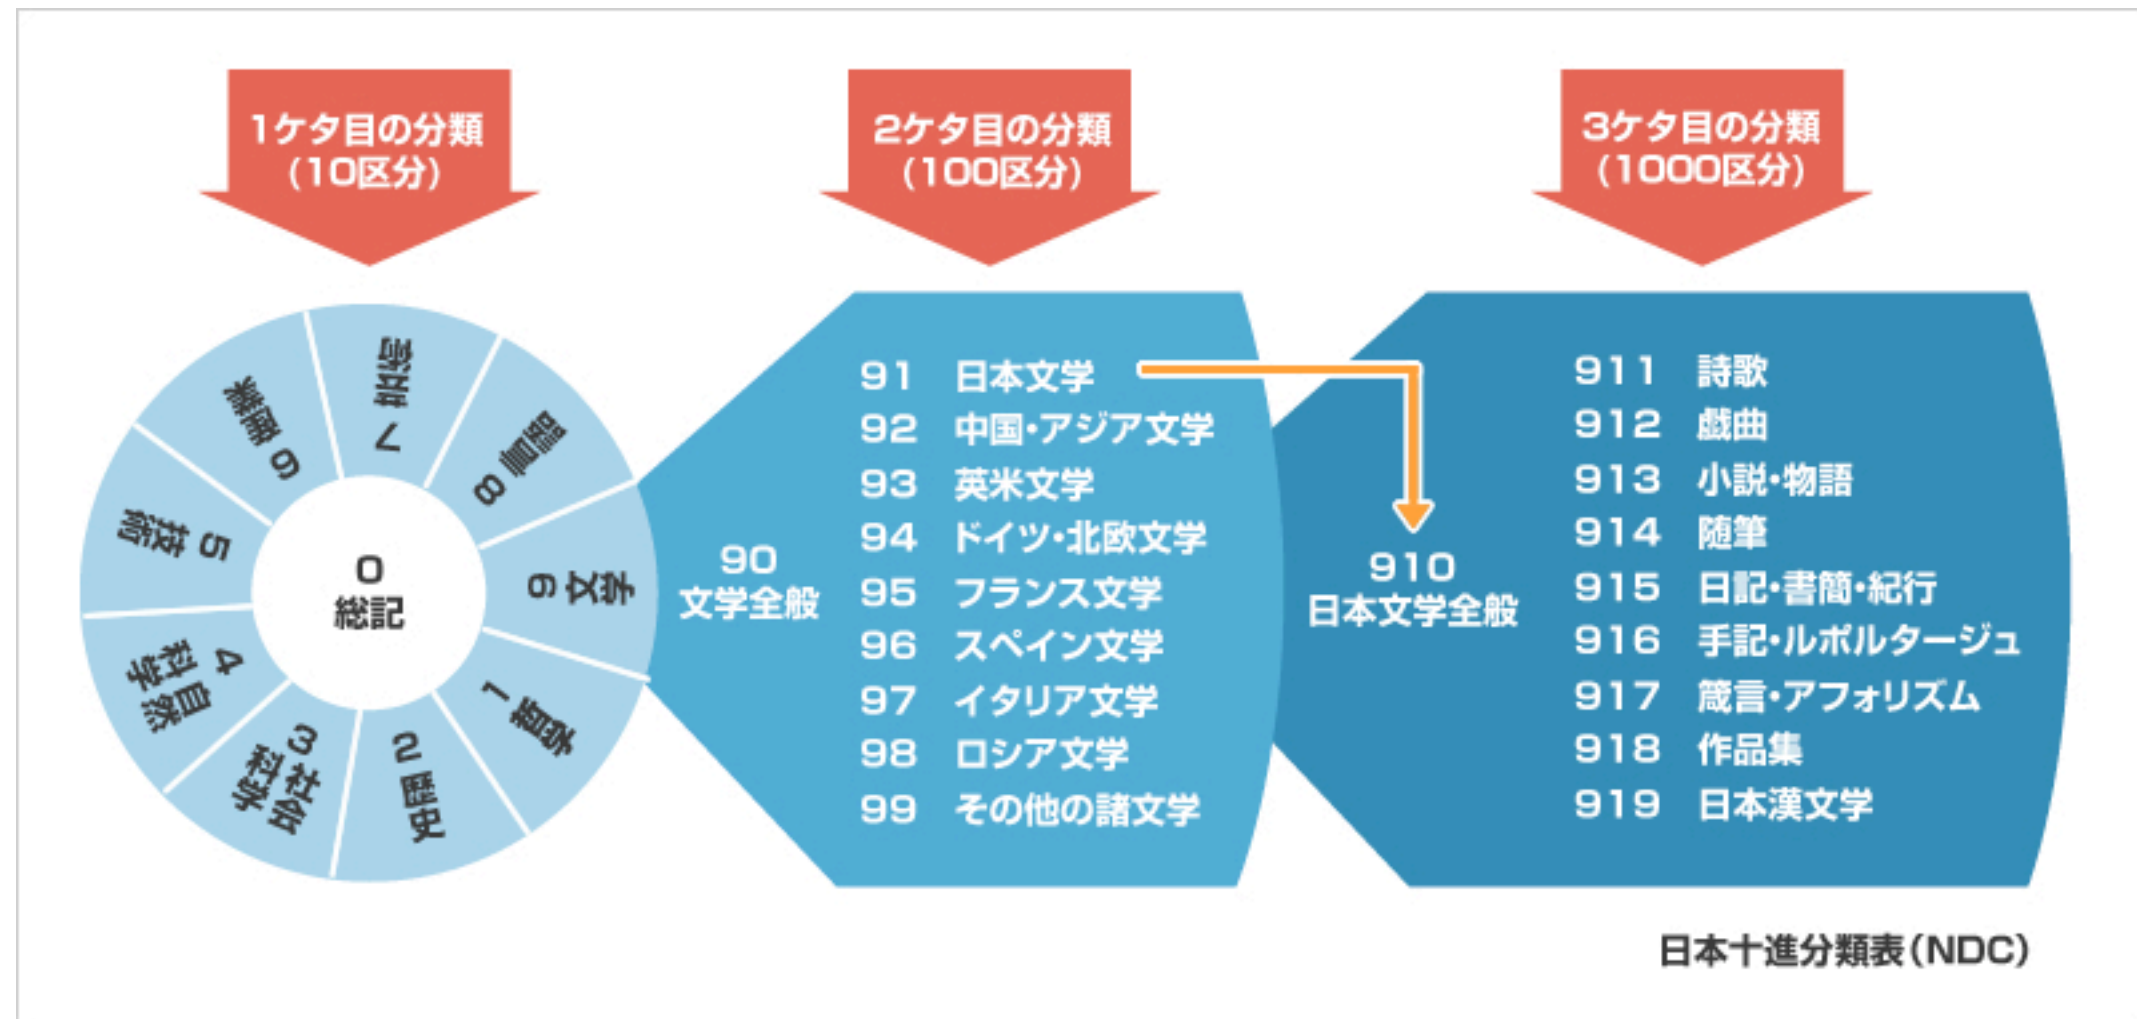 1ケタ目の分類
(10区分)
2ケタ目の分類
(100区分)
3ケタ目の分類
(1000区分)
0
総記
1 哲学
2 歴史
3 社会
科学
4 自然
科学
5 技術
6 産業
7 芸術
8 言語
9 文学
90
文学全般
91 日本文学
92 中国・アジア文学
93 英米文学
94 ドイツ・北欧文学
95 フランス文学
96 スペイン文学
97 イタリア文学
98 ロシア文学
99 その他の諸文学
910
日本文学全般
911 詩歌
912 戯曲
913 小説・物語
914 随筆
915 日記・書簡・紀行
916 手記・ルポルタージュ
917 箴言・アフォリズム
918 作品集
919 日本漢文学
日本十進分類表(NDC)